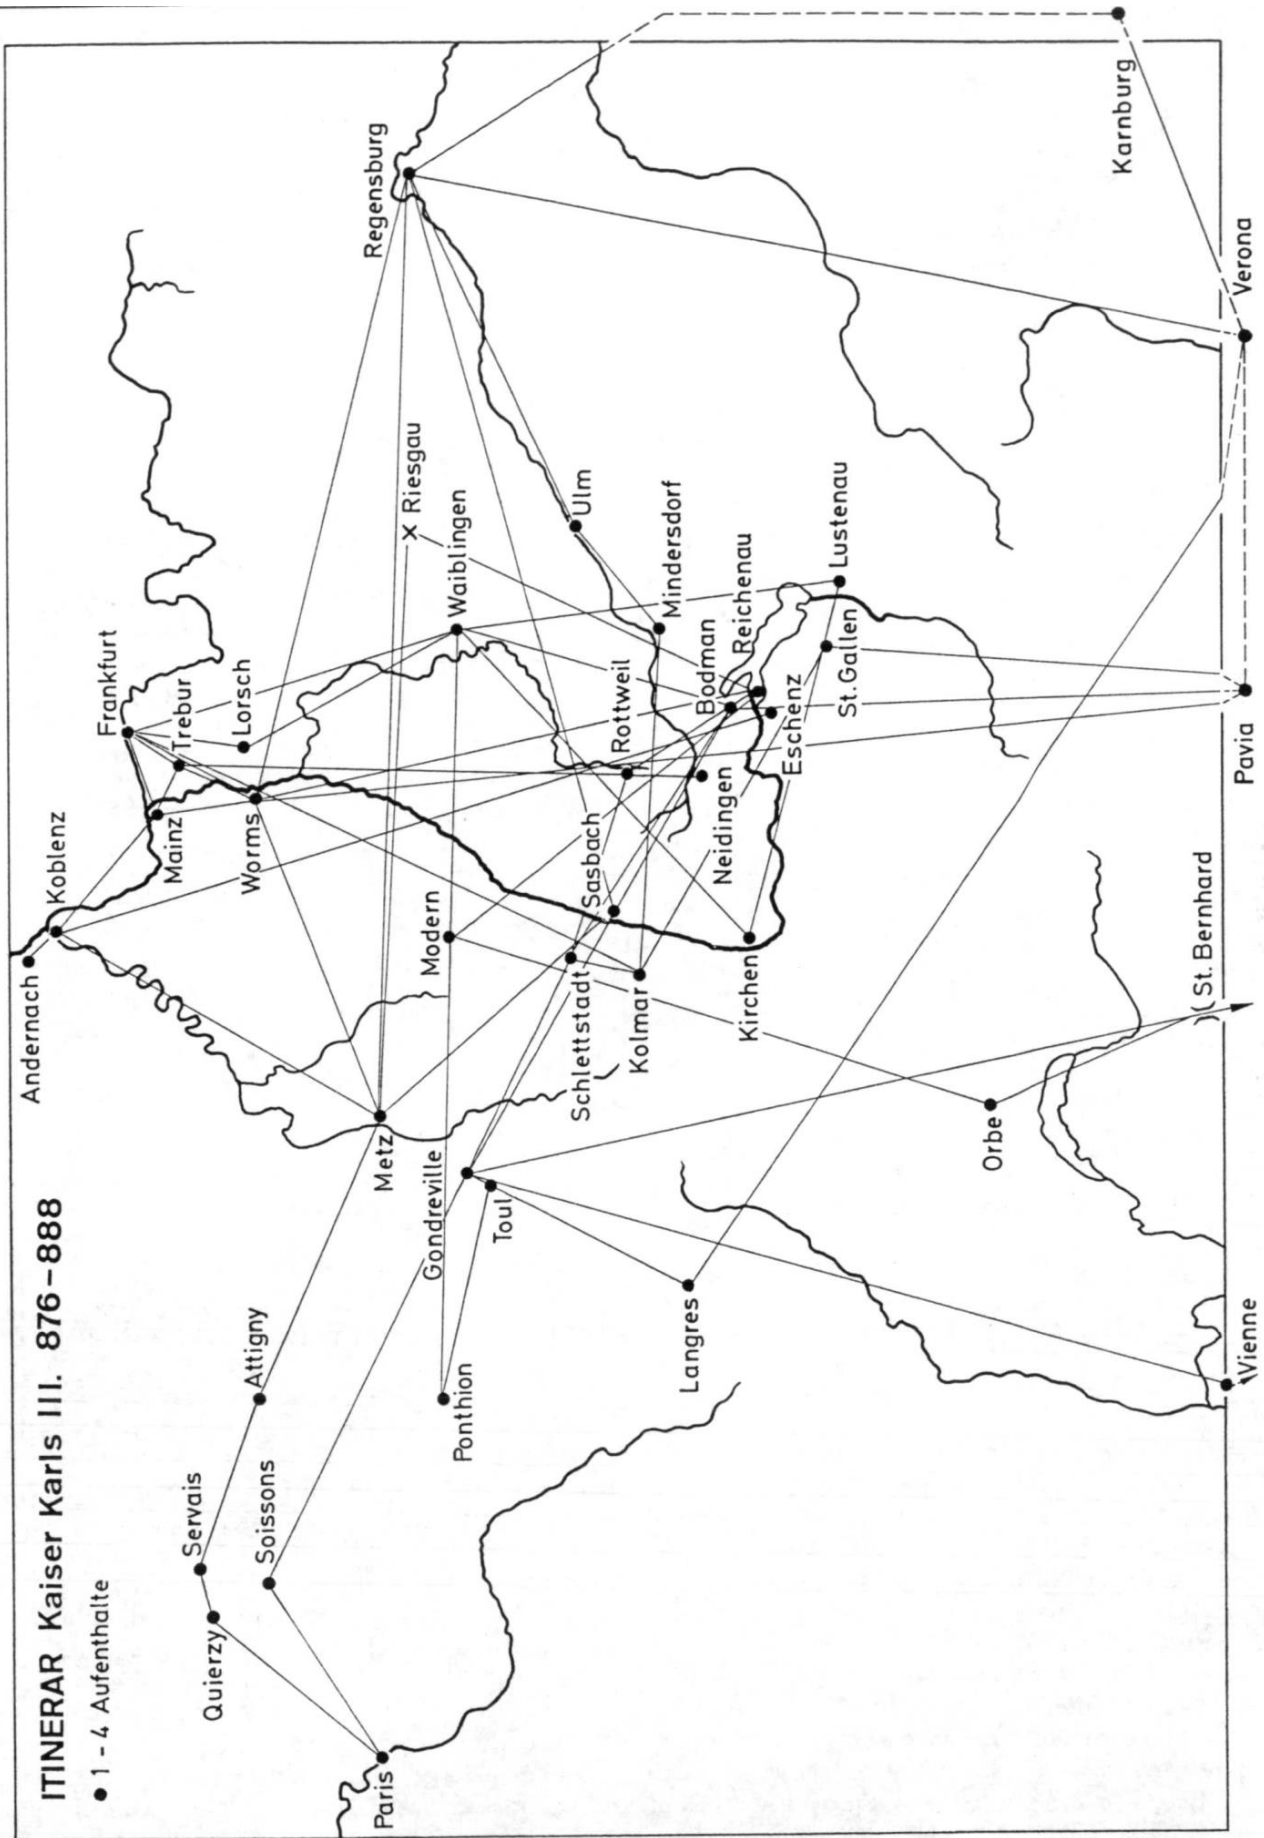 ITINERAR Kaiser Karls III. 876–888
● 1 – 4 Aufenthalte
Andernach
Koblenz
Frankfurt
Trebur
Mainz
Lorsch
Worms
Regensburg
Riesgau
Waiblingen
Servais
Quierzy
Soissons
Attigny
Paris
Metz
Modern
Gondreville
Toul
Ponthion
Schlettstadt
Sasbach
Kolmar
Rottweil
Ulm
Mindersdorf
Bodman
Reichenau
Neidingen
Eschenz
Kirchen
Lustenau
St. Gallen
Langres
Orbe
St. Bernhard
Vienne
Pavia
Verona
Karnburg